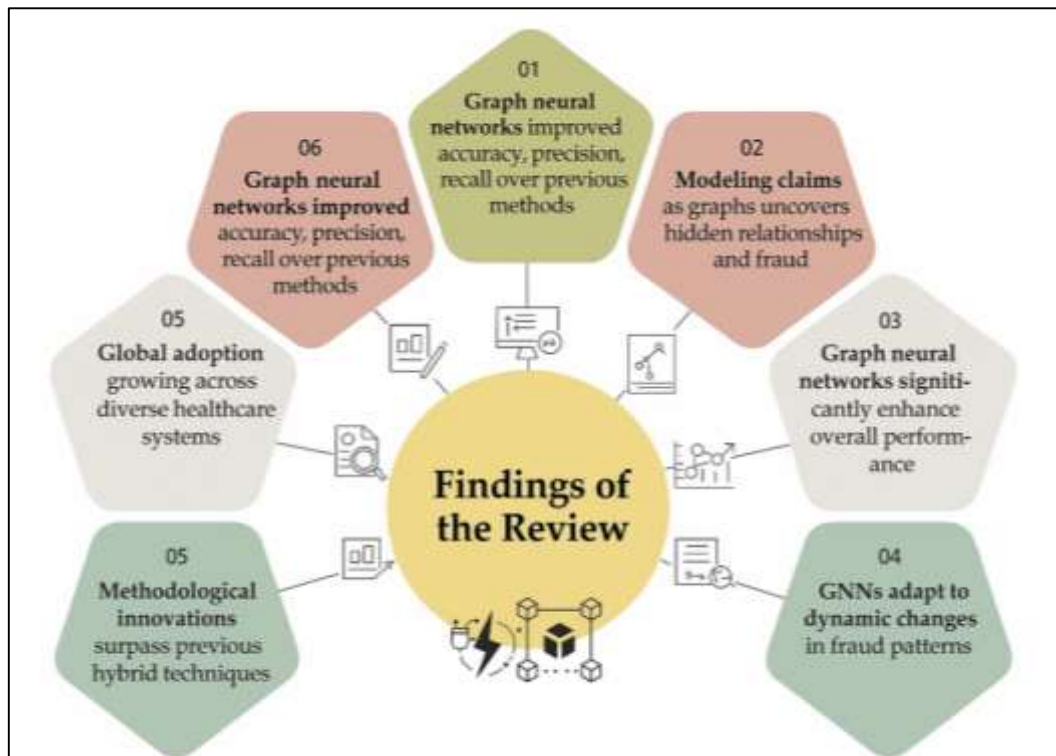 01
Graph neural
networks improved
accuracy, precision,
recall over previous
methods
02
Modeling claims
as graphs uncovers
hidden relationships
and fraud
03
Graph neural
networks signiti-
cantly enhance
overall perform-
ance
04
GNNs adapt to
dynamic changes
in fraud patterns
05
Methodological
innovations
surpass previous
hybrid techniques
05
Global adoption
growing across
diverse healthcare
systems
06
Graph neural
networks improved
accuracy, precision,
recall over previous
methods
Findings of
the Review